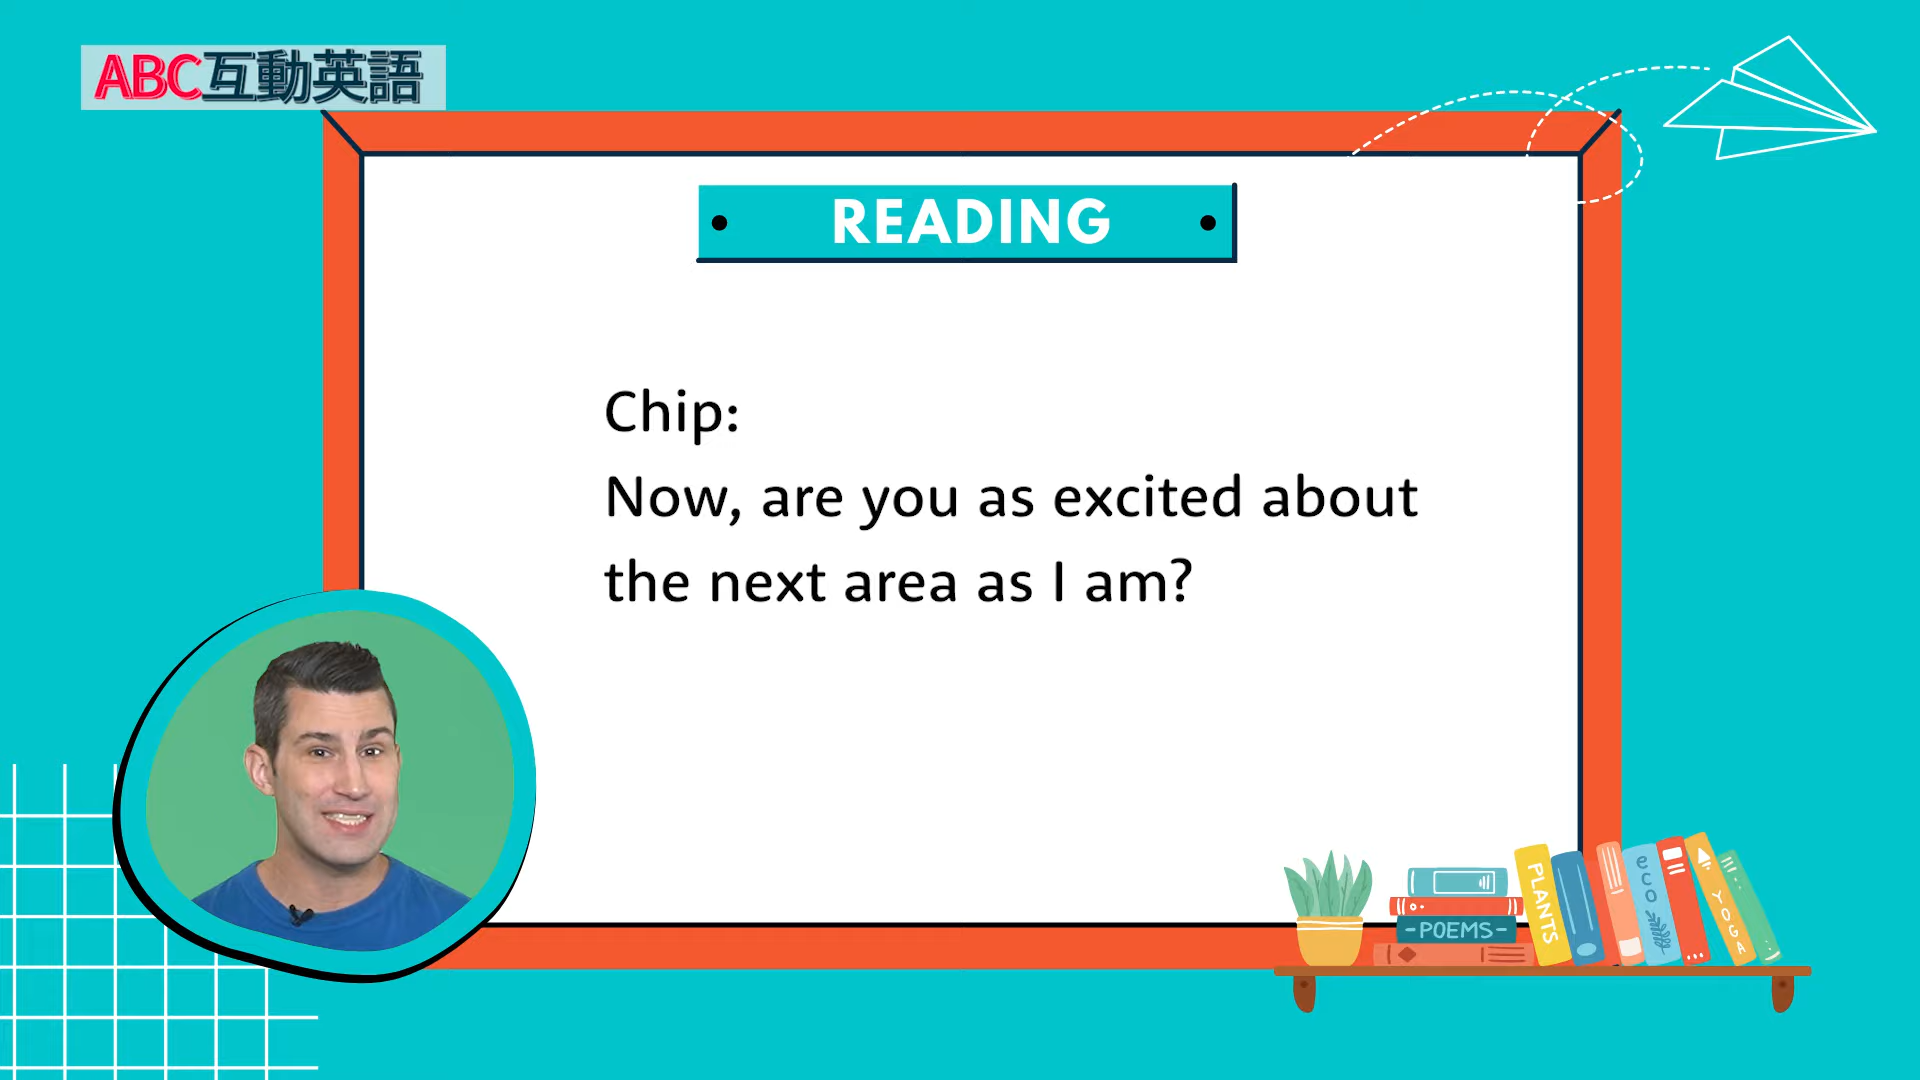 ABC互動英語
READING
Chip:
Now, are you as excited about
the next area as I am?
POEMS
PLANTS
eco
YOGA